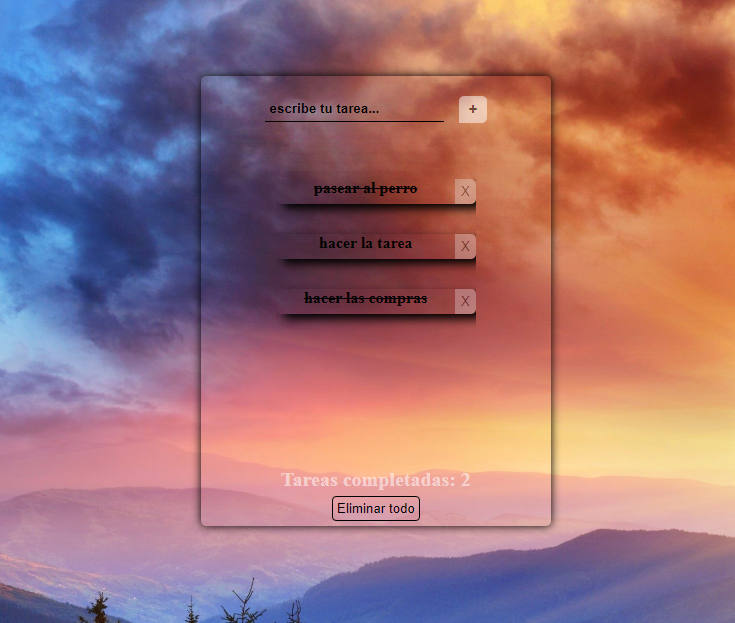 escribe tu tarea... +
pasear al perro X
hacer la tarea X
hacer las compras X
Tareas completadas: 2
Eliminar todo